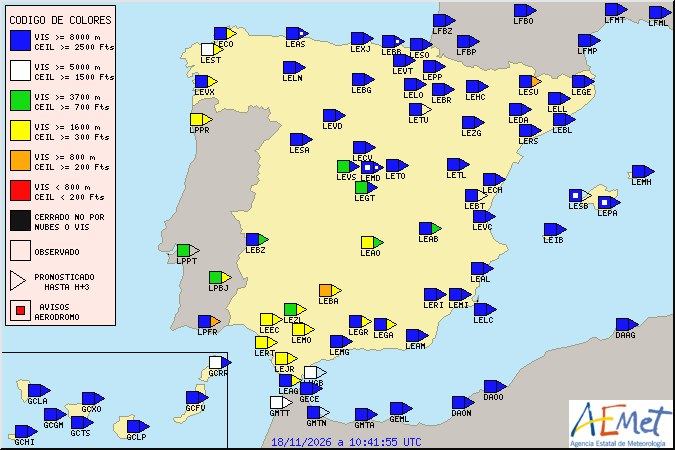 CODIGO DE COLORES
VIS >= 8000 m
CEIL >= 2500 Fts
VIS >= 5000 m
CEIL >= 1500 Fts
VIS >= 3700 m
CEIL >= 700 Fts
VIS >= 1600 m
CEIL >= 300 Fts
VIS >= 800 m
CEIL >= 200 Fts
VIS < 800 m
CEIL < 200 Fts
CERRADO NO POR
NUBES O VIS
OBSERVADO
PRONOSTICADO
HASTA H+3
AVISOS
AERODROMO
LFBO
LFMT
LFML
LFBZ
LECO
LEAS
LEXJ
LEBB
LESO
LFBP
LFMP
LEST
LEVT
LEPP
LELN
LEBG
LEVX
LELO
LEBR
LEHC
LESU
LEGE
LELL
LETU
LEDA
LEBL
LPPR
LEVD
LEZG
LERS
LESA
LECV
LEVS
LEMD
LETO
LETL
LEMH
LECH
LEGT
LEBT
LESB
LEPA
LEVC
LEIB
LEAB
LEBZ
LEAO
LPPT
LEAL
LPBJ
LEBA
LERI
LEMI
LEZL
LELC
LPFR
LEEC
LEMO
LEGR
LEGA
DAAG
LERT
LEMG
LEAM
LEJR
GCRR
LXGB
LEAG
GECE
DAOO
GCLA
GCXO
GCFV
GMTT
GEML
DAON
GCGM
GCTS
GMTN
GMTA
GCHI
GCLP
18/11/2026 a 10:41:55 UTC
AEMet
Agencia Estatal de Meteorología